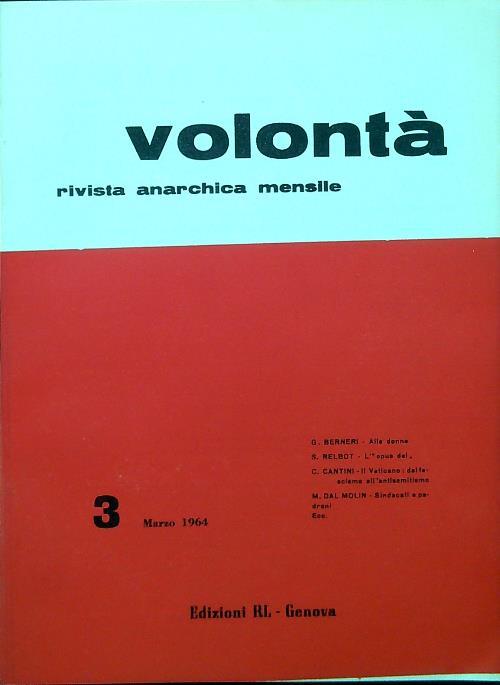 volontà
rivista anarchica mensile
G. BERNERI - Alle donne
S. RELBOT - L'"opus dei„
C. CANTINI - Il Vaticano: dal fa-
scismo all'antisemitismo
M. DAL MOLIN - Sindacati e pa-
droni
Ecc.
3 Marzo 1964
Edizioni RL - Genova